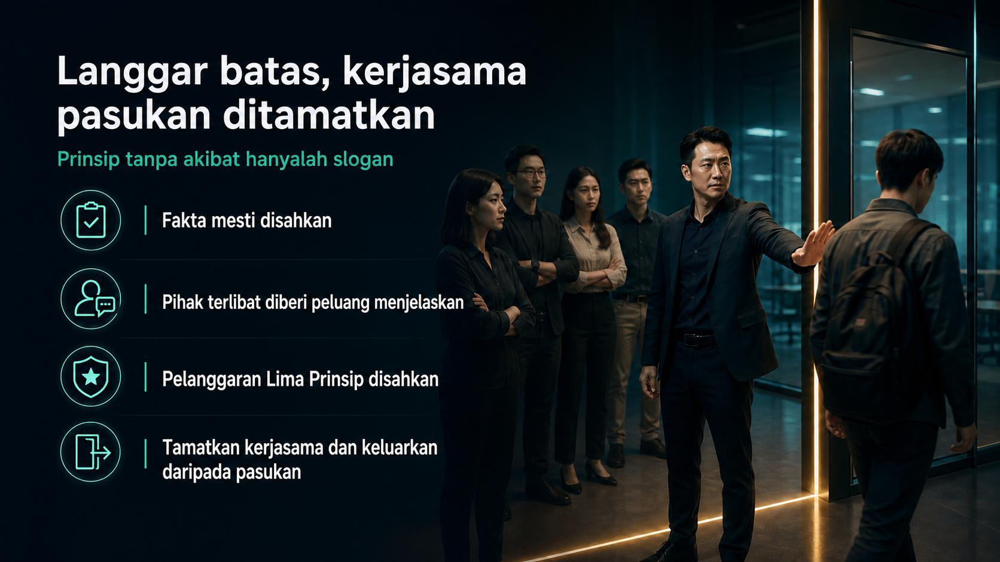 Langgar batas, kerjasama
pasukan ditamatkan
Prinsip tanpa akibat hanyalah slogan
Fakta mesti disahkan
Pihak terlibat diberi peluang menjelaskan
Pelanggaran Lima Prinsip disahkan
Tamatkan kerjasama dan keluarkan
daripada pasukan